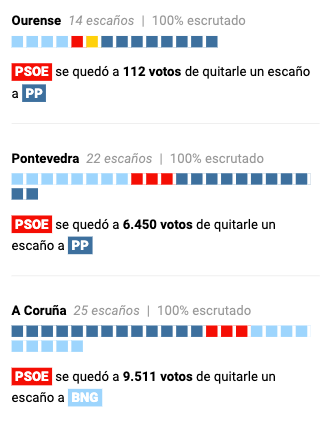 Ourense 14 escaños | 100% escrutado
PSOE se quedó a 112 votos de quitarle un escaño
a PP
Pontevedra 22 escaños | 100% escrutado
PSOE se quedó a 6.450 votos de quitarle un
escaño a PP
A Coruña 25 escaños | 100% escrutado
PSOE se quedó a 9.511 votos de quitarle un
escaño a BNG